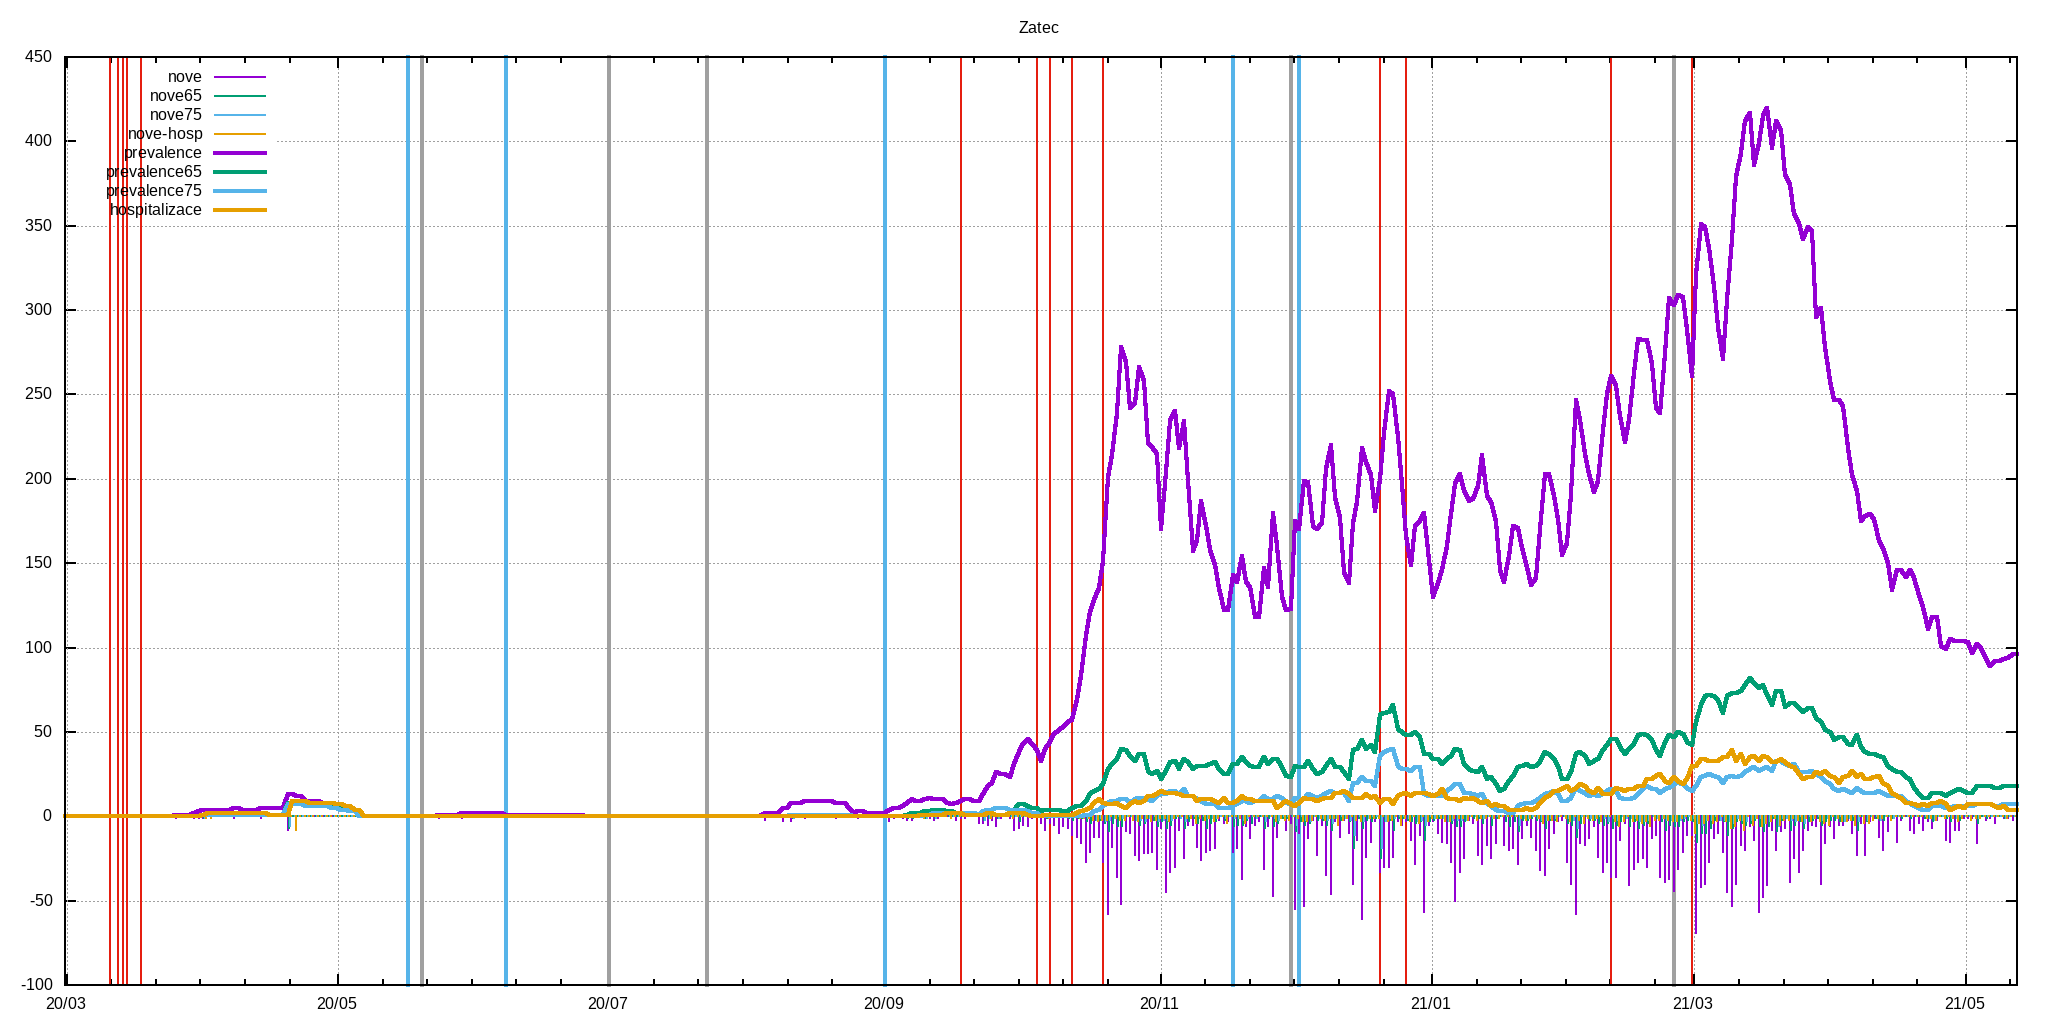 Zatec
450
400
350
300
250
200
150
100
50
0
-50
-100
nove
nove65
nove75
nove-hosp
prevalence
prevalence65
prevalence75
hospitalizace
20/03 20/05 20/07 20/09 20/11 21/01 21/03 21/05